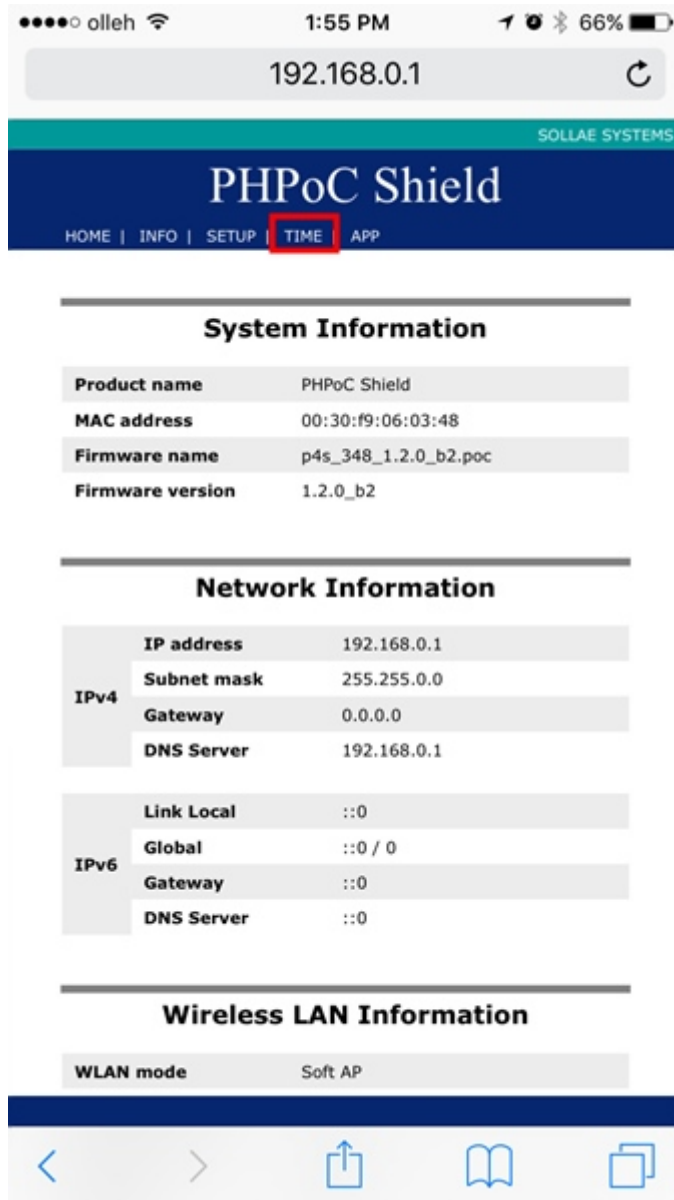 olleh 1:55 PM 66%
192.168.0.1
SOLLAE SYSTEMS
PHPoC Shield
HOME | INFO | SETUP | TIME | APP
System Information
Product name PHPoC Shield
MAC address 00:30:f9:06:03:48
Firmware name p4s_348_1.2.0_b2.poc
Firmware version 1.2.0_b2
Network Information
IPv4
IP address 192.168.0.1
Subnet mask 255.255.0.0
Gateway 0.0.0.0
DNS Server 192.168.0.1
IPv6
Link Local ::0
Global ::0 / 0
Gateway ::0
DNS Server ::0
Wireless LAN Information
WLAN mode Soft AP